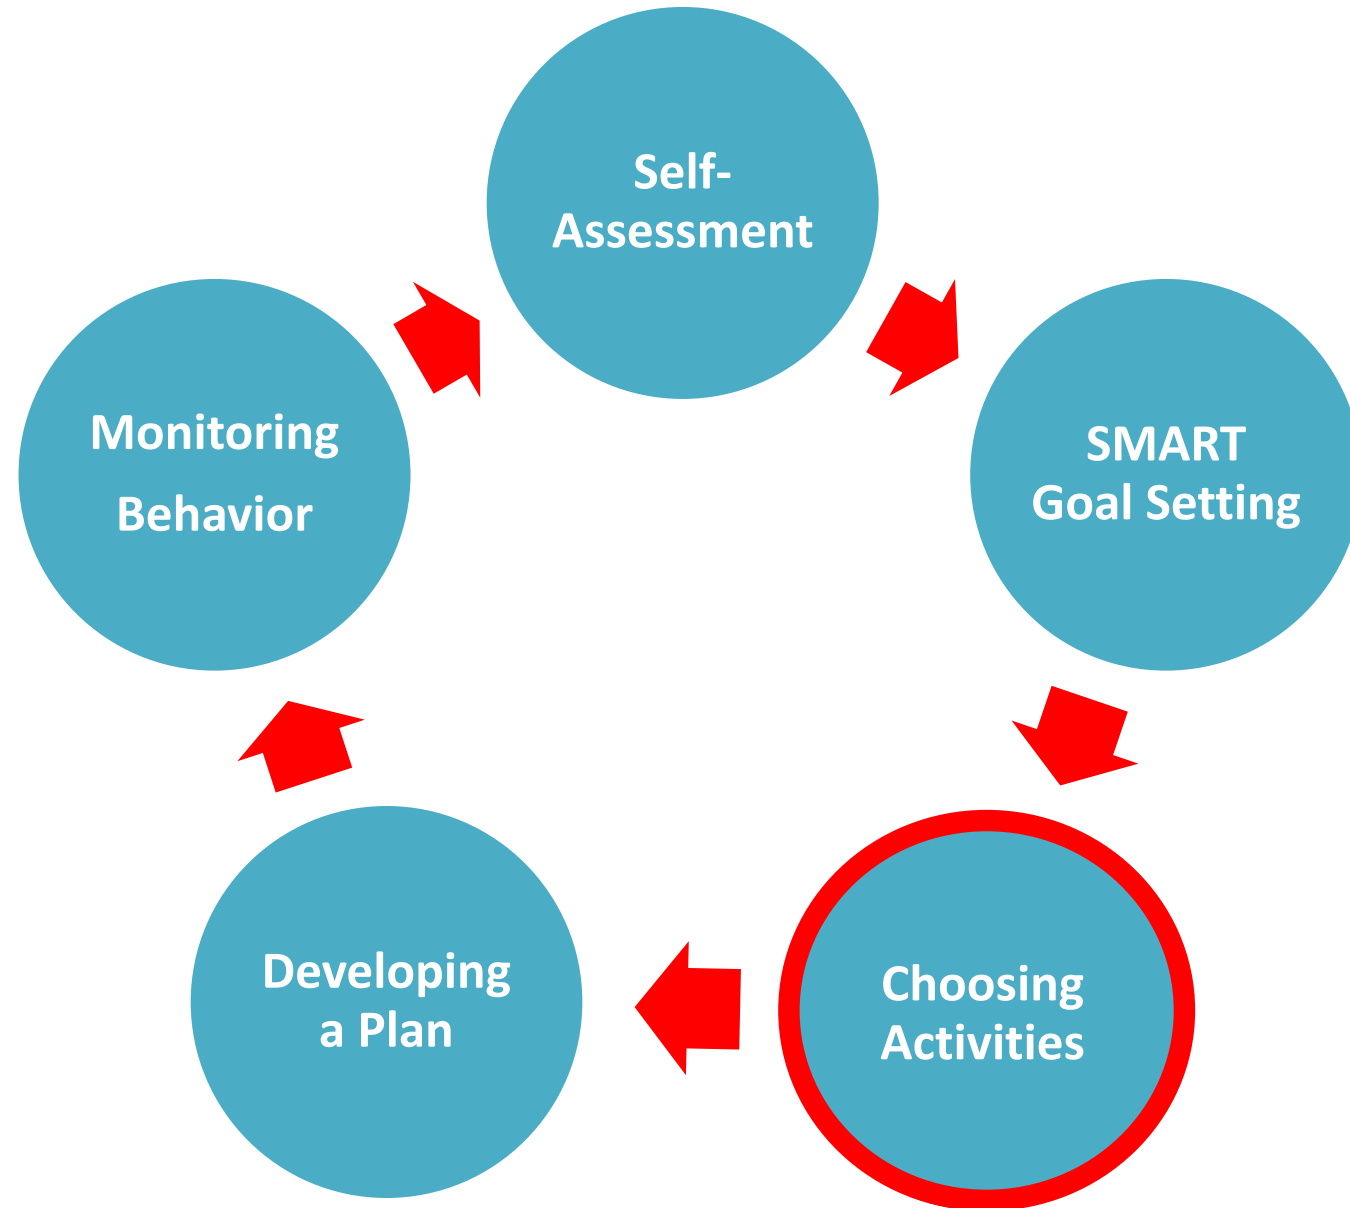 Self-
Assessment
SMART
Goal Setting
Choosing
Activities
Developing
a Plan
Monitoring
Behavior